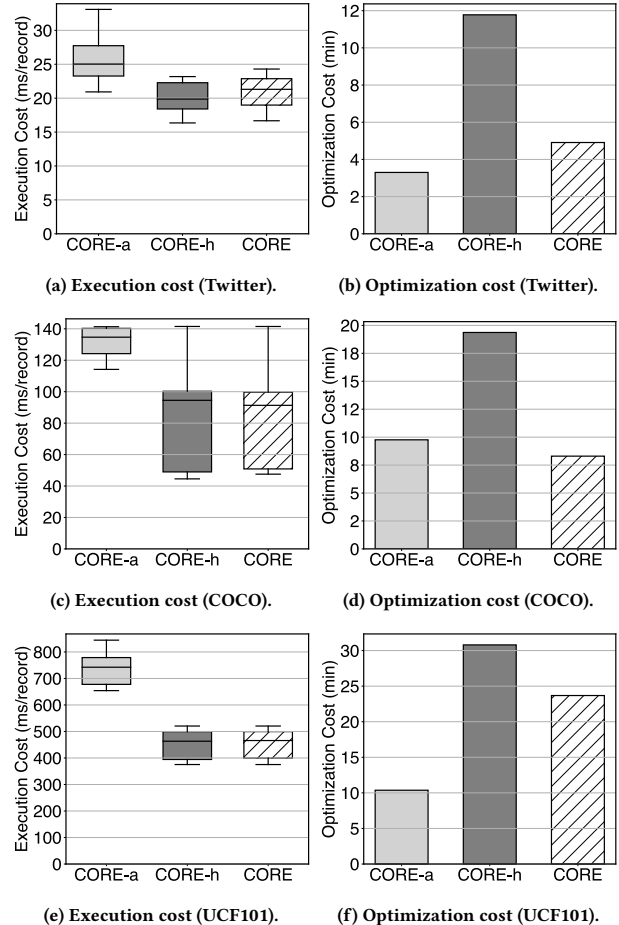 Execution Cost (ms/record)
30
25
20
15
10
5
0
CORE-a CORE-h CORE
(a) Execution cost (Twitter).
Optimization Cost (min)
12
10
8
6
4
2
0
CORE-a CORE-h CORE
(b) Optimization cost (Twitter).
Execution Cost (ms/record)
140
120
100
80
60
40
20
0
CORE-a CORE-h CORE
(c) Execution cost (COCO).
Optimization Cost (min)
20
18
15
12
10
8
5
2
0
CORE-a CORE-h CORE
(d) Optimization cost (COCO).
Execution Cost (ms/record)
800
700
600
500
400
300
200
100
0
CORE-a CORE-h CORE
(e) Execution cost (UCF101).
Optimization Cost (min)
30
25
20
15
10
5
0
CORE-a CORE-h CORE
(f) Optimization cost (UCF101).